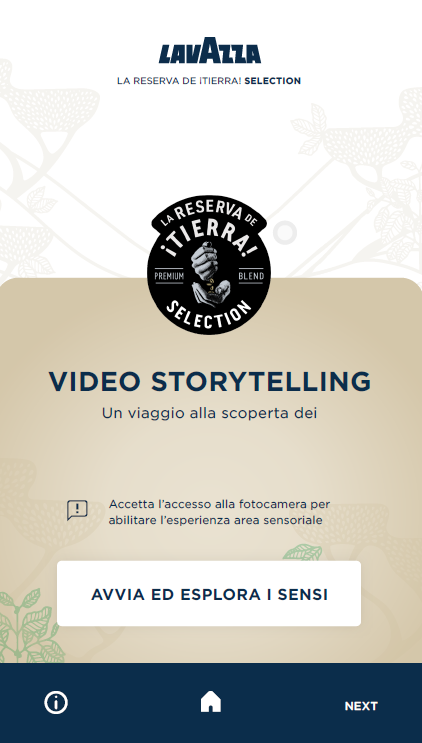 LAVAZZA
LA RESERVA DE ¡TIERRA! SELECTION
LA RESERVA DE
¡TIERRA!
PREMIUM BLEND
SELECTION
VIDEO STORYTELLING
Un viaggio alla scoperta dei
Accetta l'accesso alla fotocamera per
abilitare l'esperienza area sensoriale
AVVIA ED ESPLORA I SENSI
NEXT